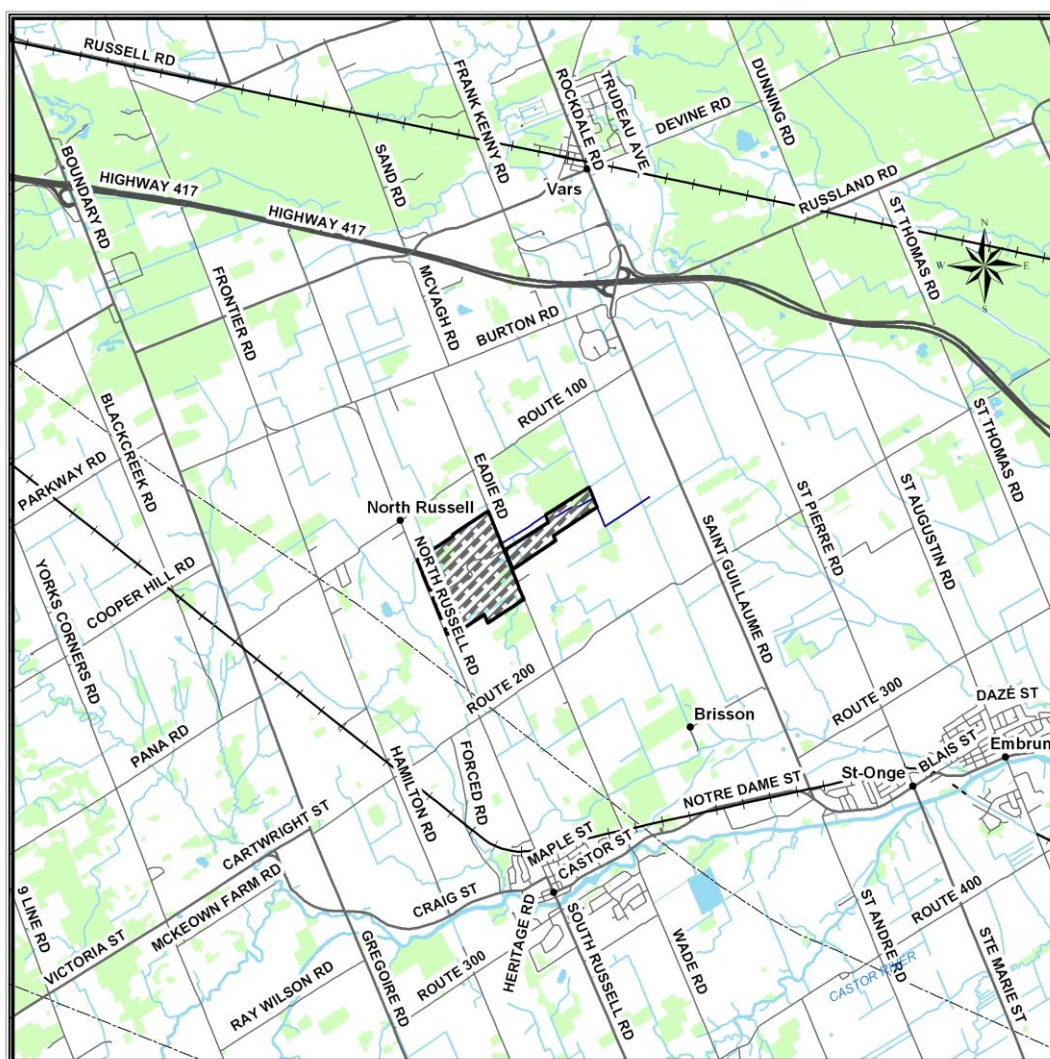 RUSSELL RD
FRANK KENNY RD
ROCKDALE RD
TRUDEAU AVE
DUNNING RD
DEVINE RD
BOUNDARY RD
SAND RD
Vars
HIGHWAY 417
HIGHWAY 417
RUSSLAND RD
ST THOMAS RD
N
W
E
S
FRONTIER RD
MCVAGH RD
BURTON RD
BLACKCREEK RD
ROUTE 100
ST THOMAS RD
PARKWAY RD
EADIE RD
North Russell
ST PIERRE RD
ST AUGUSTIN RD
SAINT GUILLAUME RD
NORTH RUSSELL RD
COOPER HILL RD
YORKS CORNERS RD
ROUTE 200
ROUTE 300
DAZÉ ST
PANA RD
Brisson
BLAIS ST
Embrun
HAMILTON RD
FORCED RD
St-Onge
NOTRE DAME ST
CARTWRIGHT ST
MAPLE ST
CASTOR ST
MCKEOWN FARM RD
9 LINE RD
CRAIG ST
VICTORIA ST
HERITAGE RD
SOUTH RUSSELL RD
WADE RD
ST ANDRE RD
ROUTE 400
STE MARIE ST
GREGOIRE RD
ROUTE 300
RAY WILSON RD
CASTOR RIVER